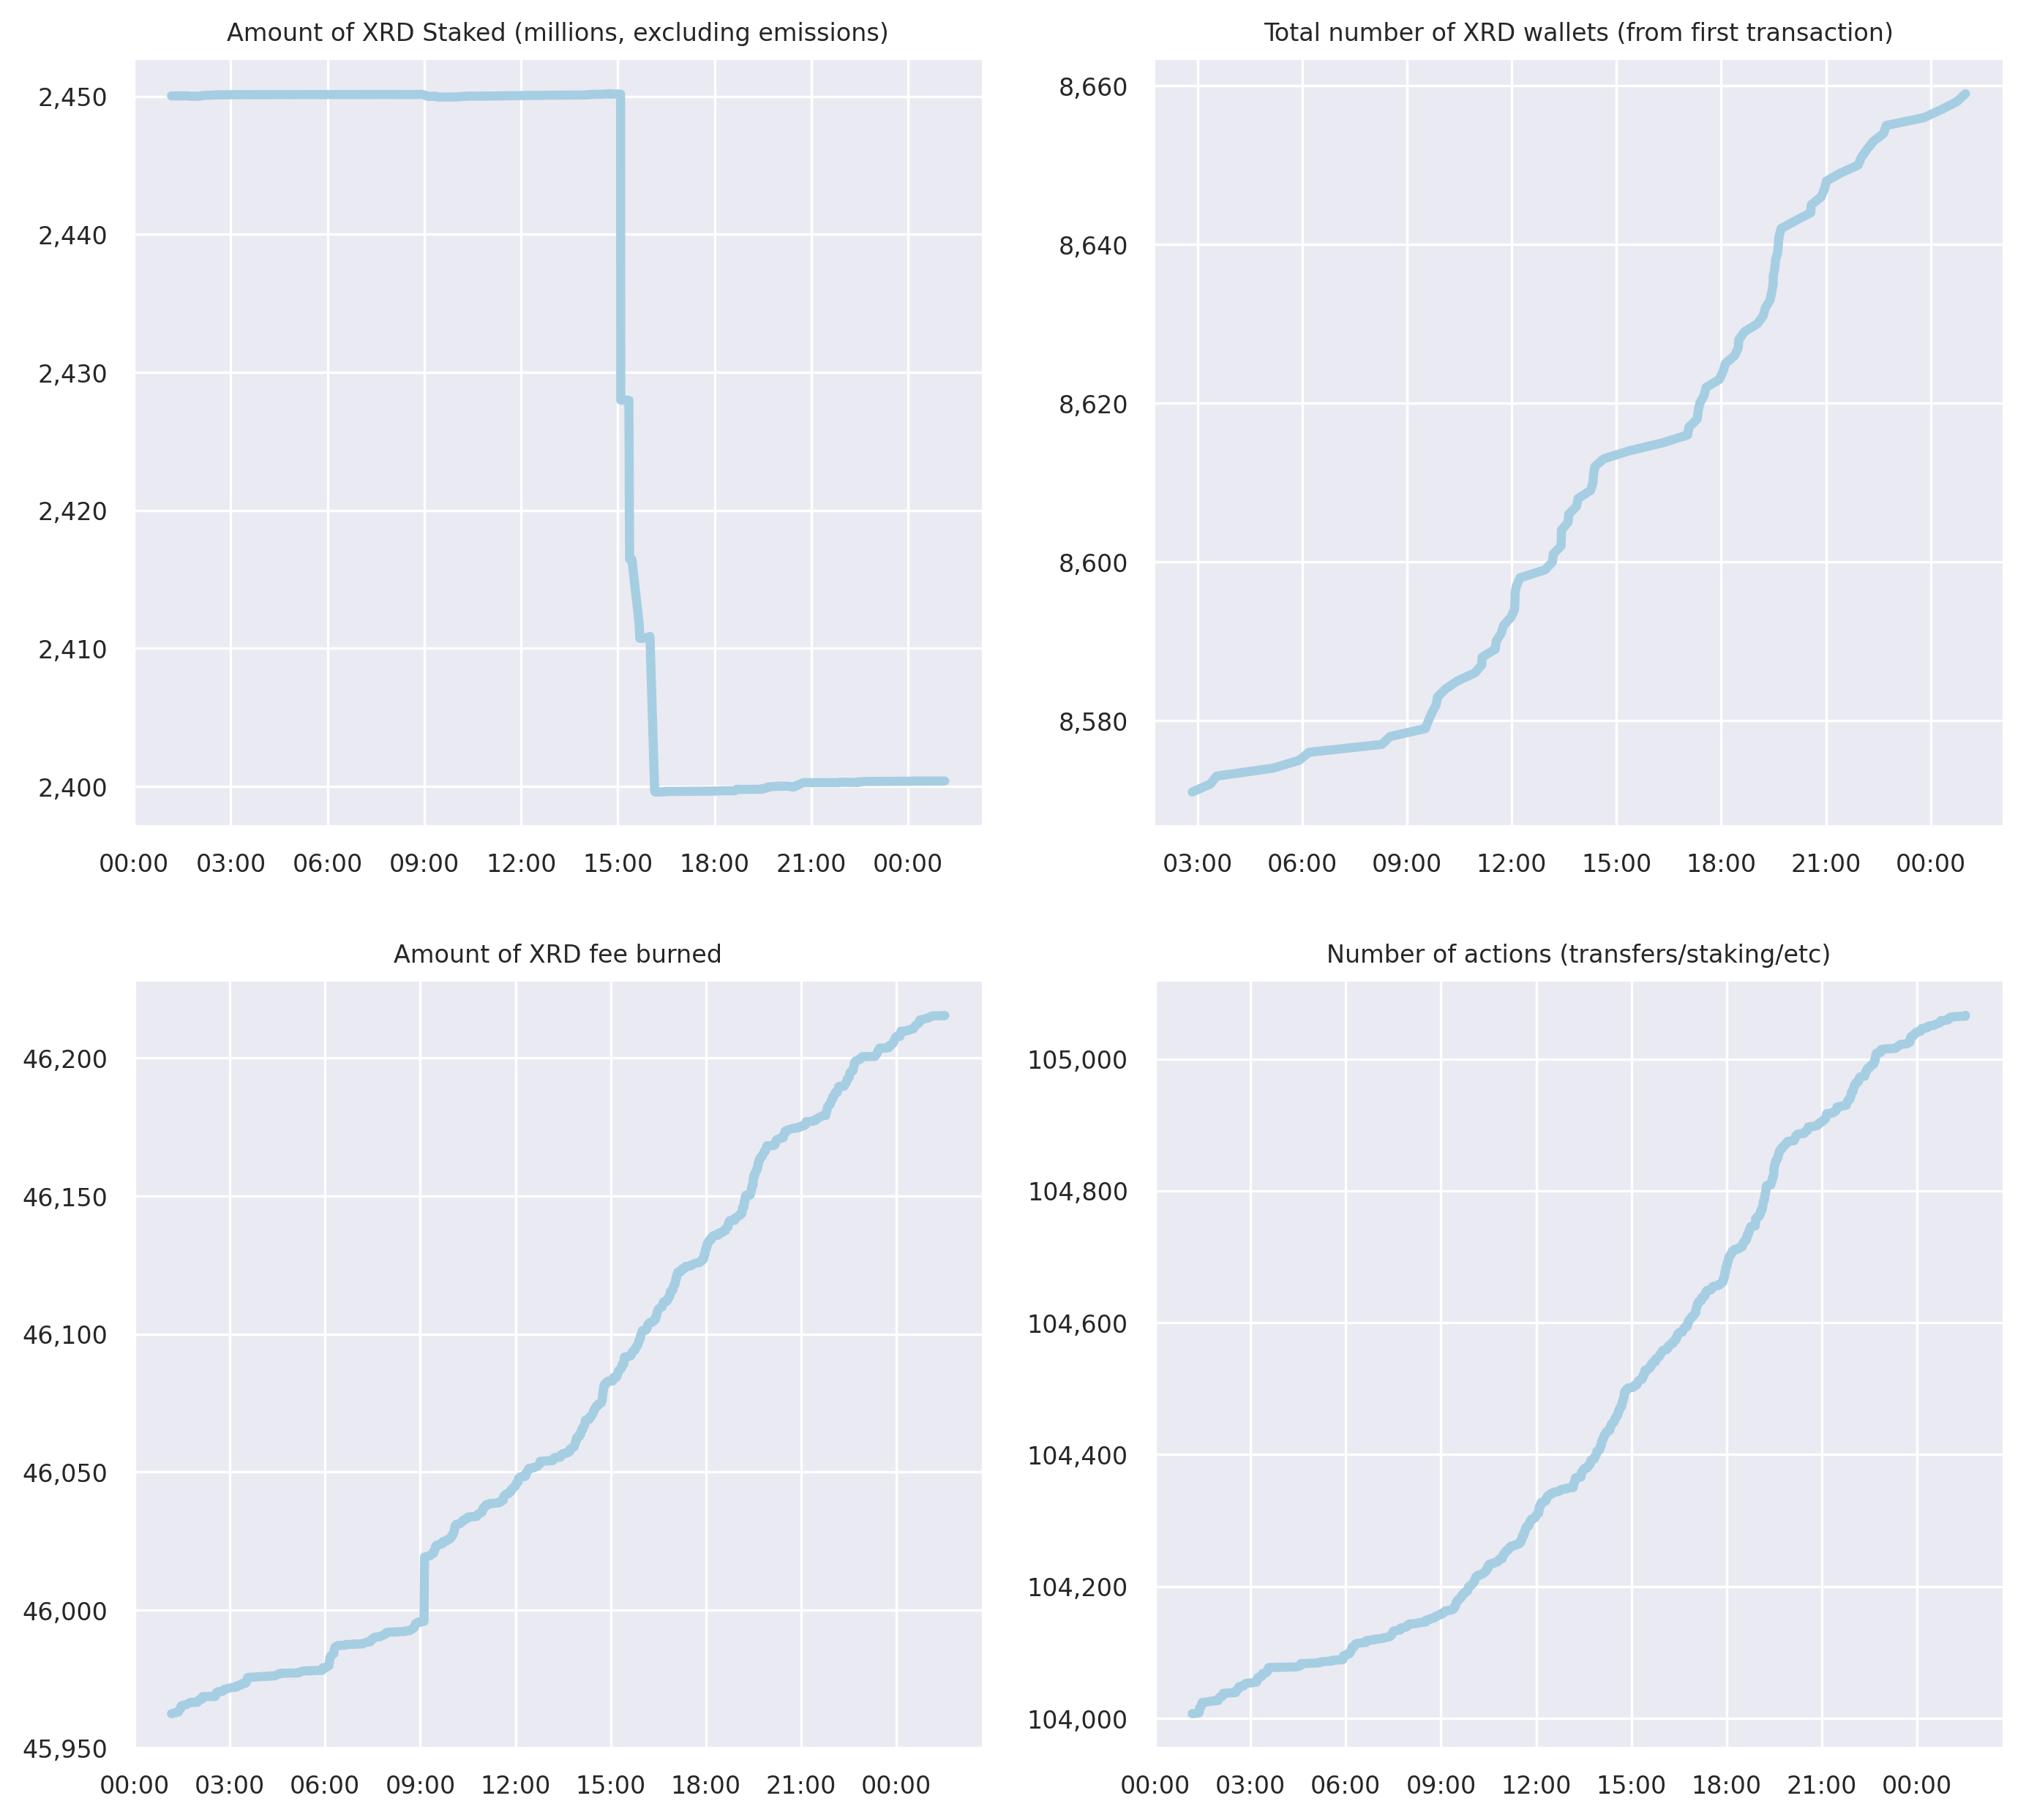 Amount of XRD Staked (millions, excluding emissions)
2,450
2,440
2,430
2,420
2,410
2,400
00:00 03:00 06:00 09:00 12:00 15:00 18:00 21:00 00:00
Total number of XRD wallets (from first transaction)
8,660
8,640
8,620
8,600
8,580
03:00 06:00 09:00 12:00 15:00 18:00 21:00 00:00
Amount of XRD fee burned
46,200
46,150
46,100
46,050
46,000
45,950
00:00 03:00 06:00 09:00 12:00 15:00 18:00 21:00 00:00
Number of actions (transfers/staking/etc)
105,000
104,800
104,600
104,400
104,200
104,000
00:00 03:00 06:00 09:00 12:00 15:00 18:00 21:00 00:00